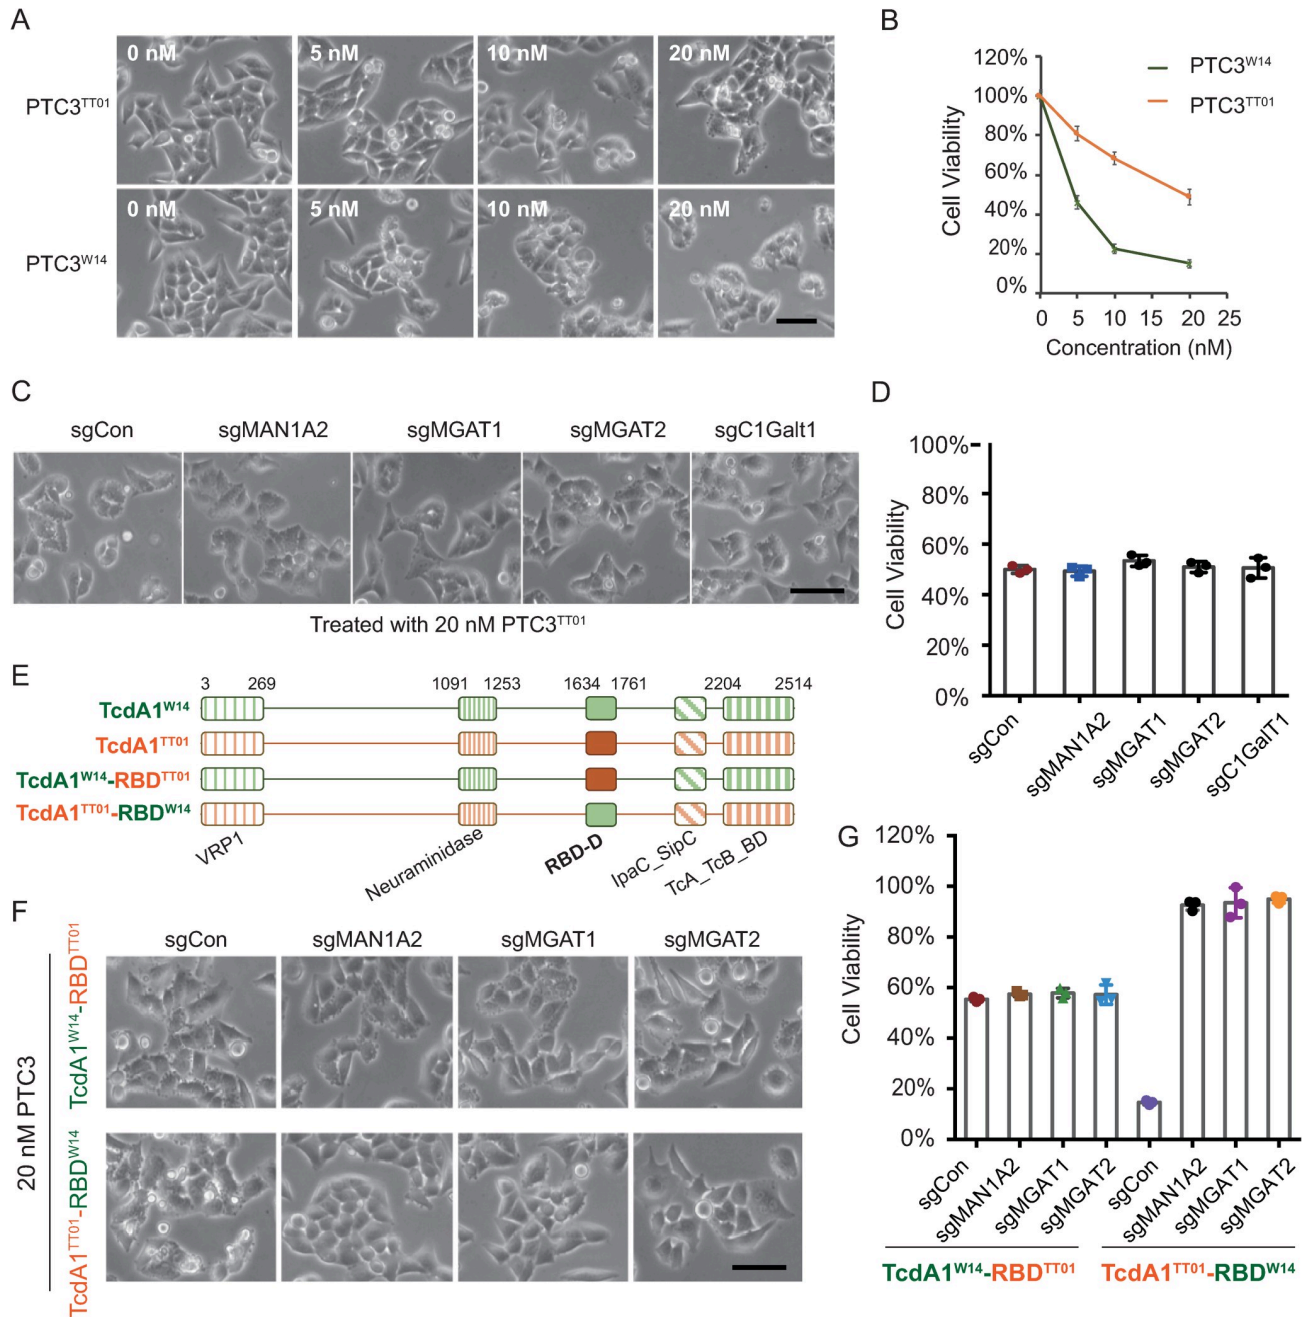 A
0 nM 5 nM 10 nM 20 nM
PTC3TT01
0 nM 5 nM 10 nM 20 nM
PTC3W14
B
120%
100%
80%
60%
40%
20%
0%
Cell Viability
PTC3W14
PTC3TT01
0 5 10 15 20 25
Concentration (nM)
C
sgCon sgMAN1A2 sgMGAT1 sgMGAT2 sgC1Galt1
Treated with 20 nM PTC3TT01
D
100%
80%
60%
40%
20%
0%
Cell Viability
sgCon sgMAN1A2 sgMGAT1 sgMGAT2 sgC1GalT1
E
3 269 1091 1253 1634 1761 2204 2514
TcdA1W14
TcdA1TT01
TcdA1W14-RBDTT01
TcdA1TT01-RBDW14
VRP1 Neuraminidase RBD-D IpaC_SipC TcA_TcB_BD
F
sgCon sgMAN1A2 sgMGAT1 sgMGAT2
20 nM PTC3
TcdA1W14-RBDTT01
TcdA1TT01-RBDW14
G
120%
100%
80%
60%
40%
20%
0%
Cell Viability
sgCon sgMAN1A2 sgMGAT1 sgMGAT2 sgCon sgMAN1A2 sgMGAT1 sgMGAT2
TcdA1W14-RBDTT01 TcdA1TT01-RBDW14